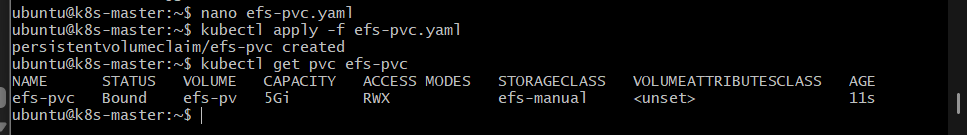 ubuntu@k8s-master:~$ nano efs-pvc.yaml
ubuntu@k8s-master:~$ kubectl apply -f efs-pvc.yaml
persistentvolumeclaim/efs-pvc created
ubuntu@k8s-master:~$ kubectl get pvc efs-pvc
NAME      STATUS   VOLUME   CAPACITY   ACCESS MODES   STORAGECLASS   VOLUMEATTRIBUTESCLASS   AGE
efs-pvc   Bound    efs-pv   5Gi        RWX            efs-manual     <unset>                 11s
ubuntu@k8s-master:~$